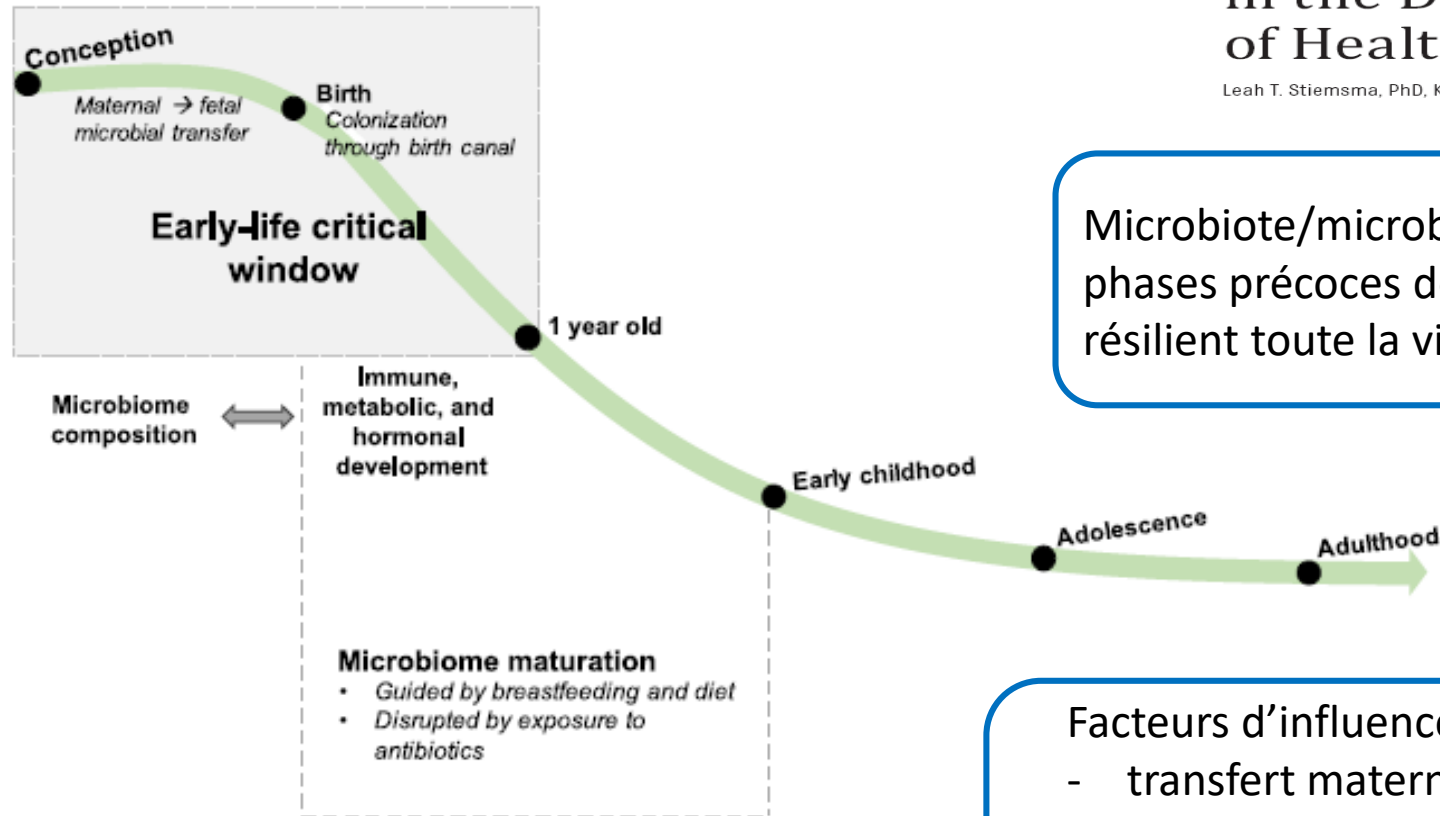 of Healt
Leah T. Stiemsma, PhD, K
Conception
Maternal → fetal
microbial transfer
Birth
Colonization
through birth canal
Early-life critical
window
1 year old
Microbiome
composition
Immune,
metabolic, and
hormonal
development
Early childhood
Adolescence
Adulthood
Microbiome maturation
• Guided by breastfeeding and diet
• Disrupted by exposure to
antibiotics
Microbiote/microb
phases précoces d
résilient toute la vi
Facteurs d’influence
- transfert matern